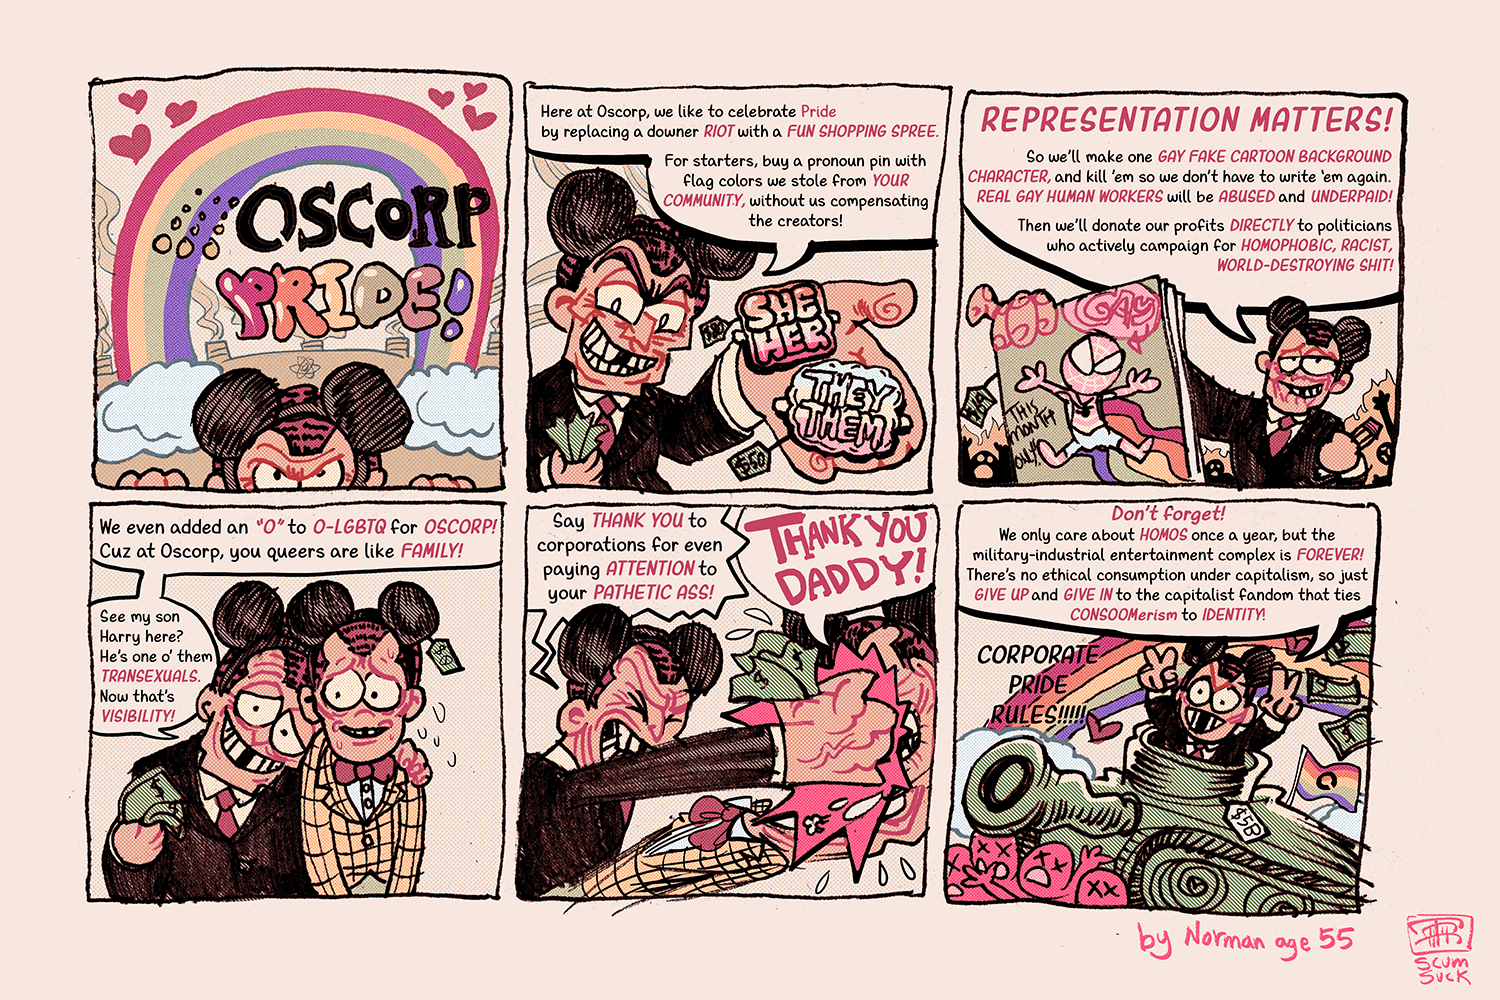 OSCORP
PRIDE!
Here at Oscorp, we like to celebrate Pride
by replacing a downer RIOT with a FUN SHOPPING SPREE.
For starters, buy a pronoun pin with
flag colors we stole from YOUR
COMMUNITY, without us compensating
the creators!
SHE
HER
THEY
THEM
REPRESENTATION MATTERS!
So we'll make one GAY FAKE CARTOON BACKGROUND
CHARACTER, and kill 'em so we don't have to write 'em again.
REAL GAY HUMAN WORKERS will be ABUSED and UNDERPAID!
Then we'll donate our profits DIRECTLY to politicians
who actively campaign for HOMOPHOBIC, RACIST,
WORLD-DESTROYING SHIT!
GAY
THIS
MONTH
ONLY!
We even added an "O" to O-LGBTQ for OSCORP!
Cuz at Oscorp, you queers are like FAMILY!
See my son
Harry here?
He's one o' them
TRANSEXUALS.
Now that's
VISIBILITY!
Say THANK YOU to
corporations for even
paying ATTENTION to
your PATHETIC ASS!
THANK YOU
DADDY!
Don't forget!
We only care about HOMOS once a year, but the
military-industrial entertainment complex is FOREVER!
There's no ethical consumption under capitalism, so just
GIVE UP and GIVE IN to the capitalist fandom that ties
CONSOOMerism to IDENTITY!
CORPORATE
PRIDE
RULES!!!!!
$5B
by Norman age 55
SCUM
SUCK